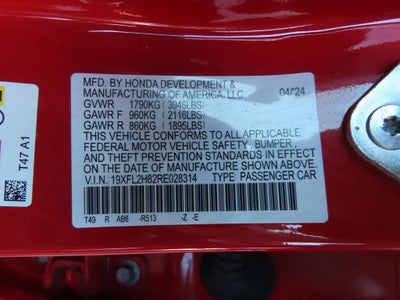 MFD. BY HONDA DEVELOPMENT &
MANUFACTURING OF AMERICA, LLC. 04/24
GVWR 1790KG (3946LBS)
GAWR F 960KG (2116LBS)
GAWR R 860KG (1895LBS)
THIS VEHICLE CONFORMS TO ALL APPLICABLE
FEDERAL MOTOR VEHICLE SAFETY, BUMPER,
AND THEFT PREVENTION STANDARDS IN EFFECT
ON THE DATE OF MANUFACTURE SHOWN ABOVE.
V.I.N.: 19XFL2H82RE028314 TYPE: PASSENGER CAR
T49 R AB6 -R513 -Z -E
T47 A1